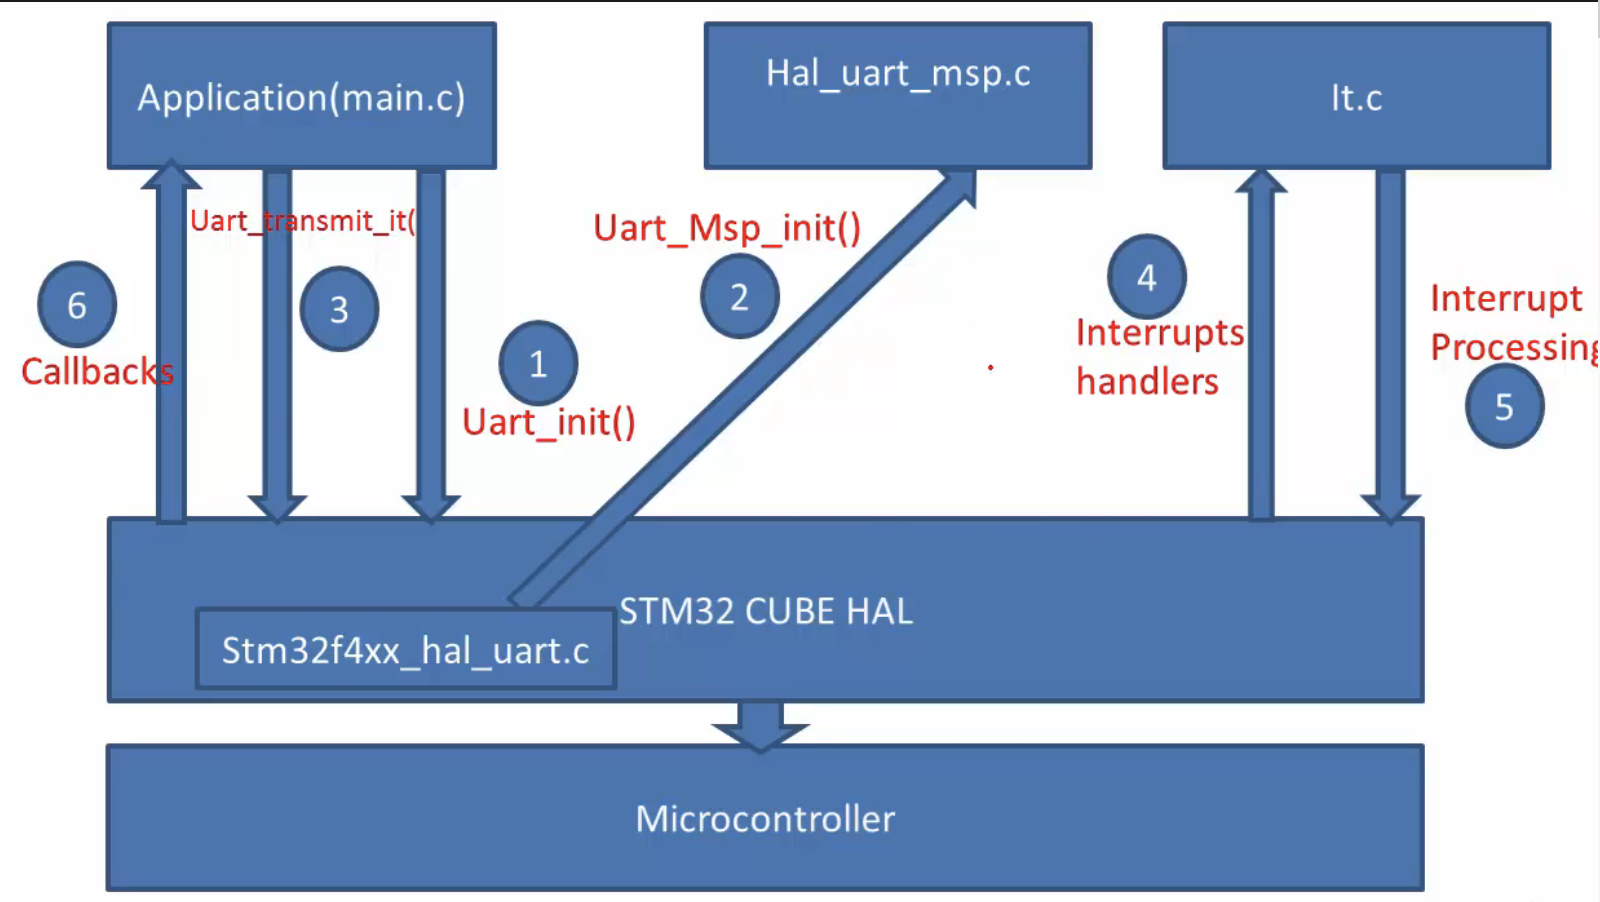 Application(main.c)
Hal_uart_msp.c
It.c
Uart_transmit_it(
Uart_Msp_init()
6
3
2
4
Callbacks
1
Uart_init()
Interrupts
handlers
Interrupt
Processing
5
STM32 CUBE HAL
Stm32f4xx_hal_uart.c
Microcontroller